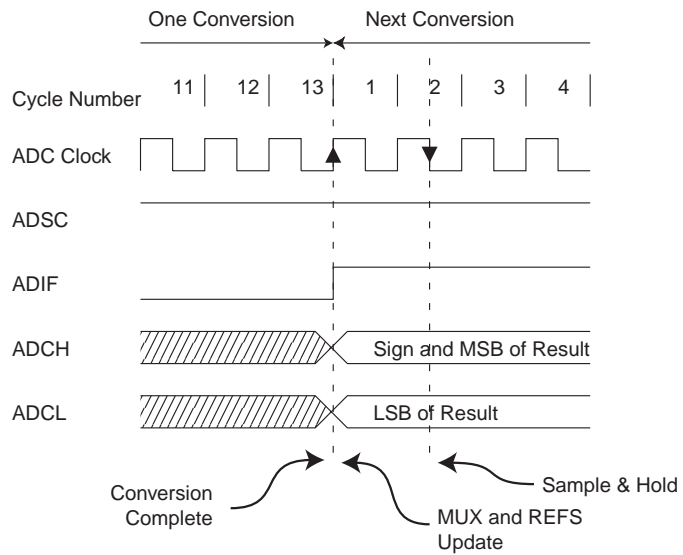 One Conversion Next Conversion
Cycle Number 11 12 13 1 2 3 4
ADC Clock
ADSC
ADIF
ADCH Sign and MSB of Result
ADCL LSB of Result
Conversion
Complete
MUX and REFS
Update
Sample & Hold